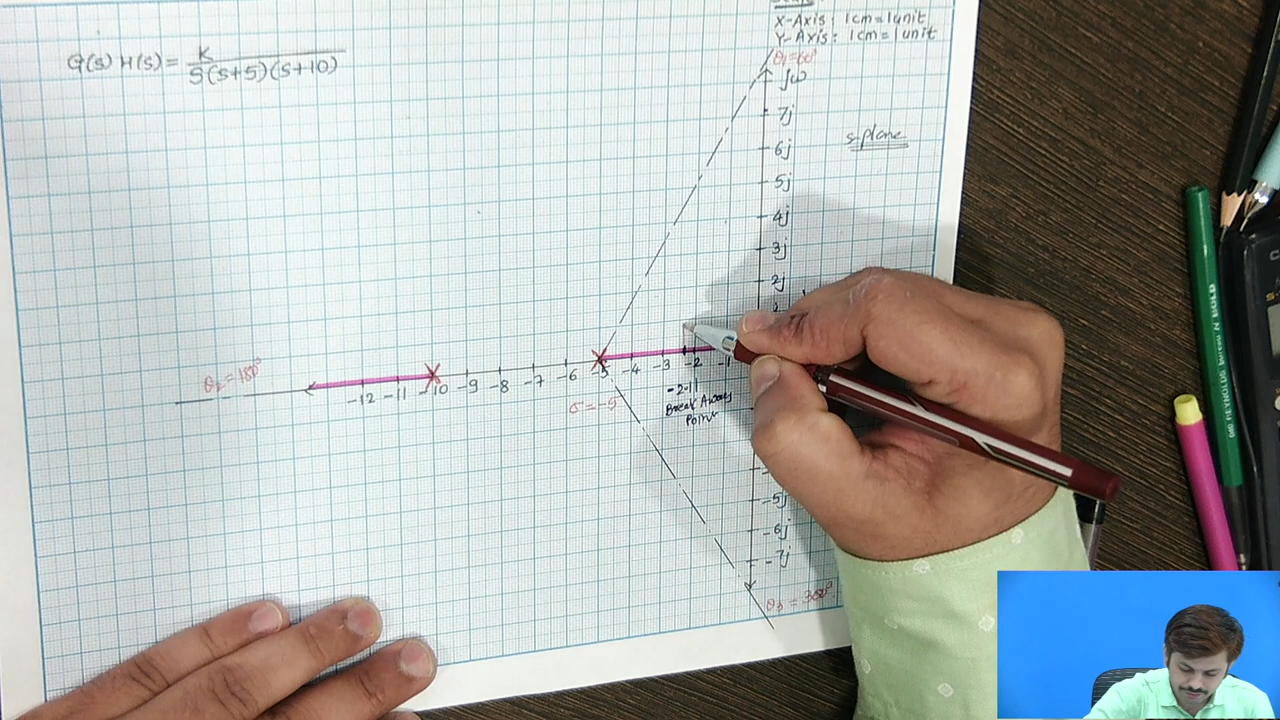 X-Axis: 1cm=1unit
Y-Axis: 1cm=1unit
G(s) H(s) = K
S(s+5)(s+10)
θ₁=60°
jω
7j
6j
s-plane
5j
4j
3j
2j
θ₂=180°
-12 -11 -10 -9 -8 -7 -6 -5 -4 -3 -2 -1
σ=-5
-2.11
Break Away
Point
-5j
-6j
-7j
θ₃ = 300°
REYNOLDS
BOLD